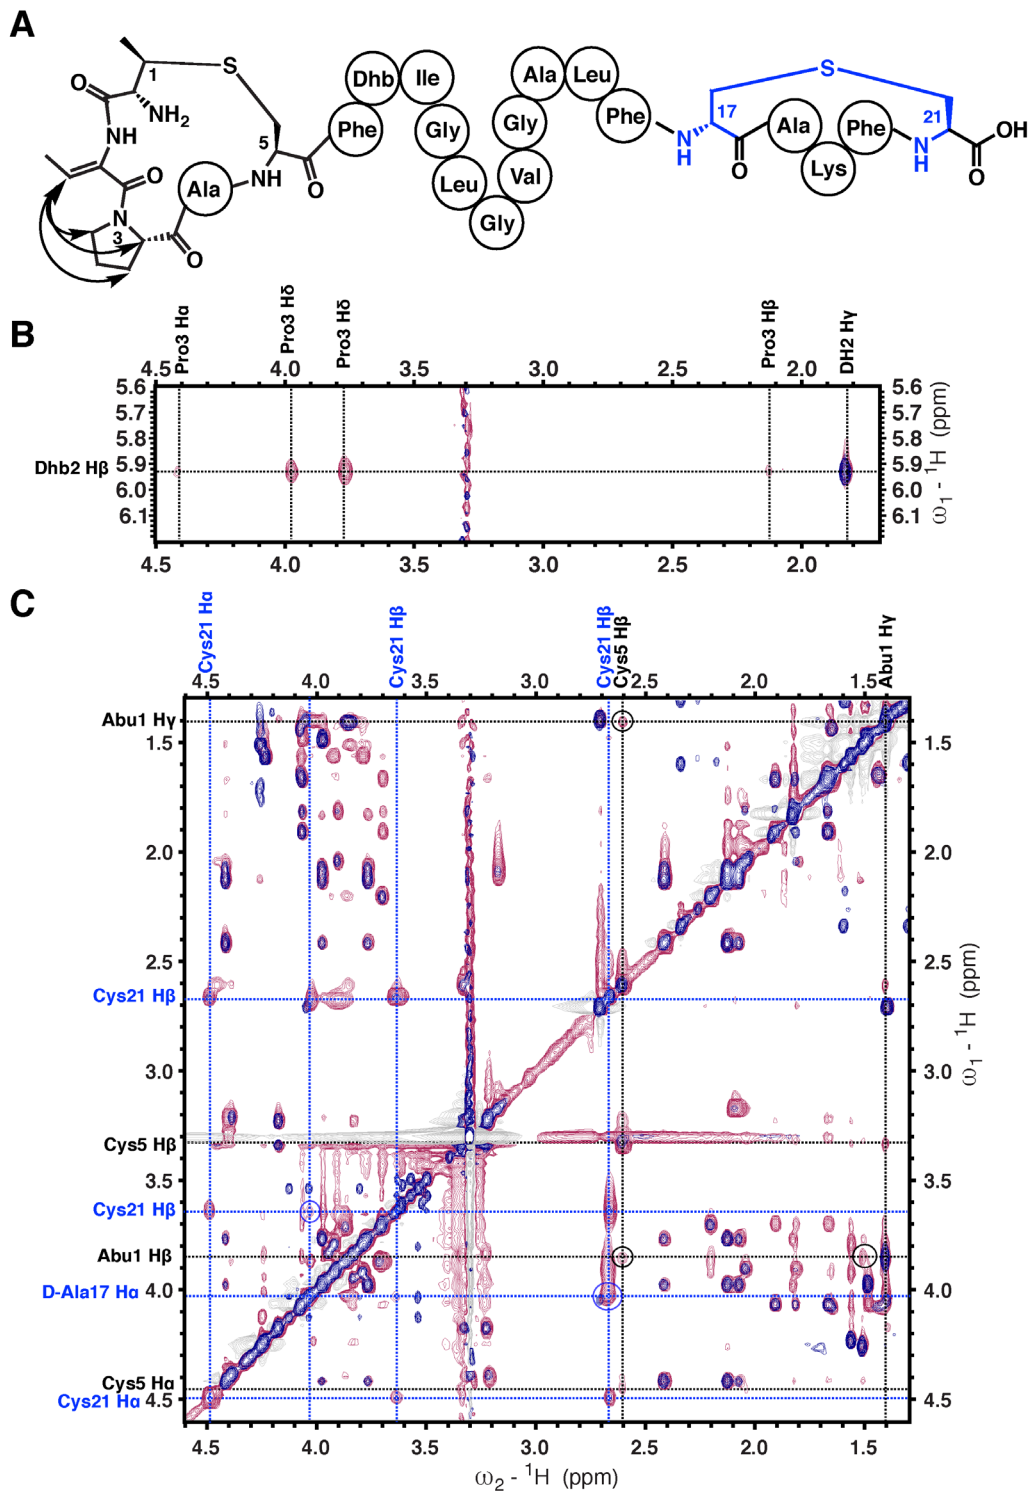 A
1
S
O
NH2
NH
O
N
3
O
Ala
NH
5
O
Phe
Dhb
Ile
Gly
Leu
Gly
Val
Gly
Ala
Leu
Phe
N
H
17
O
S
Ala
Lys
Phe
N
H
21
O
OH
B
Pro3 Hα
Pro3 Hδ
Pro3 Hδ
Pro3 Hβ
DH2 Hγ
4.5 4.0 3.5 3.0 2.5 2.0
5.6 5.6
5.7 5.7
5.8 5.8
Dhb2 Hβ 5.9 5.9
6.0 6.0
6.1 6.1
ω1 - 1H (ppm)
4.5 4.0 3.5 3.0 2.5 2.0
C
Cys21 Hα
Cys21 Hβ
Cys21 Hβ
Cys5 Hβ
Abu1 Hγ
4.5 4.0 3.5 3.0 2.5 2.0 1.5
Abu1 Hγ
1.5 1.5
2.0 2.0
2.5 2.5
Cys21 Hβ
3.0 3.0
ω1 - 1H (ppm)
Cys5 Hβ
3.5 3.5
Cys21 Hβ
Abu1 Hβ
D-Ala17 Hα 4.0 4.0
Cys5 Hα
Cys21 Hα 4.5 4.5
4.5 4.0 3.5 3.0 2.5 2.0 1.5
ω2 - 1H (ppm)